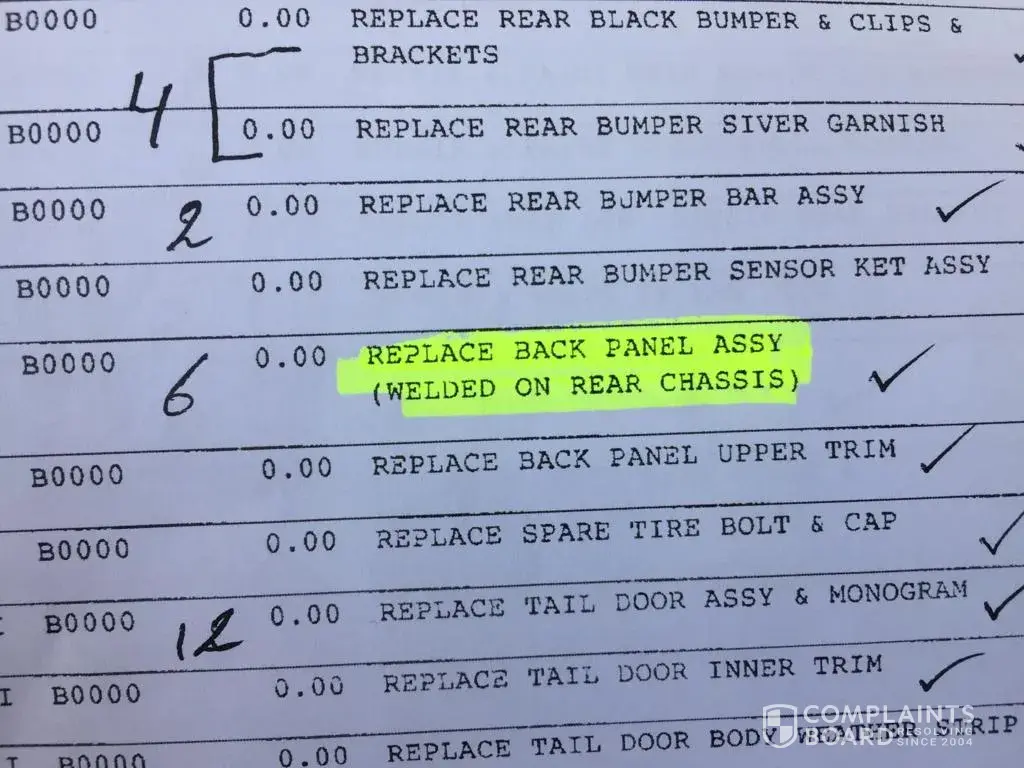 B0000 0.00 REPLACE REAR BLACK BUMPER & CLIPS &
BRACKETS
4
B0000 0.00 REPLACE REAR BUMPER SIVER GARNISH
B0000 2 0.00 REPLACE REAR BUMPER BAR ASSY
B0000 0.00 REPLACE REAR BUMPER SENSOR KET ASSY
B0000 6 0.00 REPLACE BACK PANEL ASSY
(WELDED ON REAR CHASSIS)
B0000 0.00 REPLACE BACK PANEL UPPER TRIM
B0000 0.00 REPLACE SPARE TIRE BOLT & CAP
I B0000 12 0.00 REPLACE TAIL DOOR ASSY & MONOGRAM
I B0000 0.00 REPLACE TAIL DOOR INNER TRIM
I B0000 0.00 REPLACE TAIL DOOR BODY WEATHER STRIP
COMPLAINTS
BOARD RESOLVING
SINCE 2004